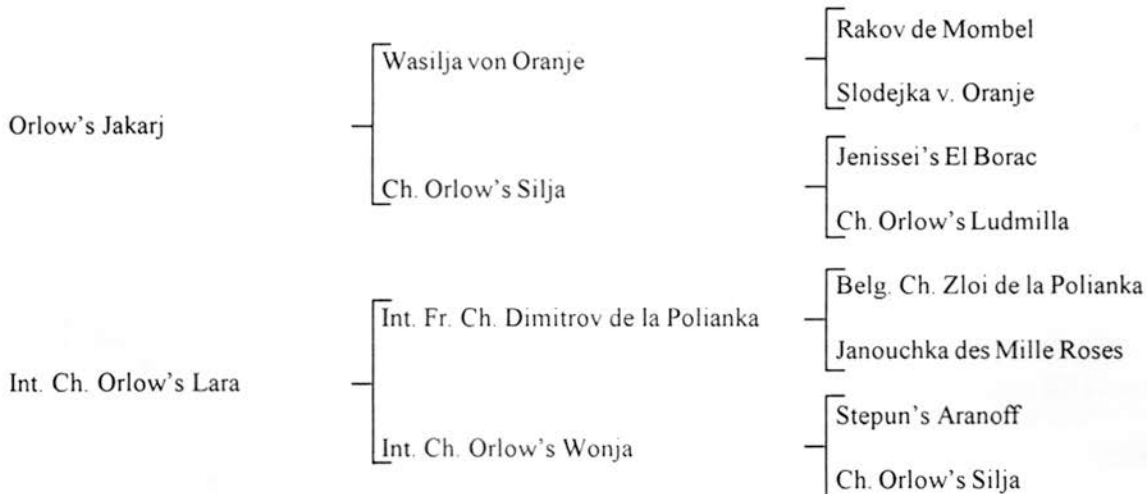 Rakov de Mombel
Wasilja von Oranje
Slodejka v. Oranje
Orlow's Jakarj
Jenissei's El Borac
Ch. Orlow's Silja
Ch. Orlow's Ludmilla
Belg. Ch. Zloi de la Polianka
Int. Fr. Ch. Dimitrov de la Polianka
Janouchka des Mille Roses
Int. Ch. Orlow's Lara
Stepun's Aranoff
Int. Ch. Orlow's Wonja
Ch. Orlow's Silja